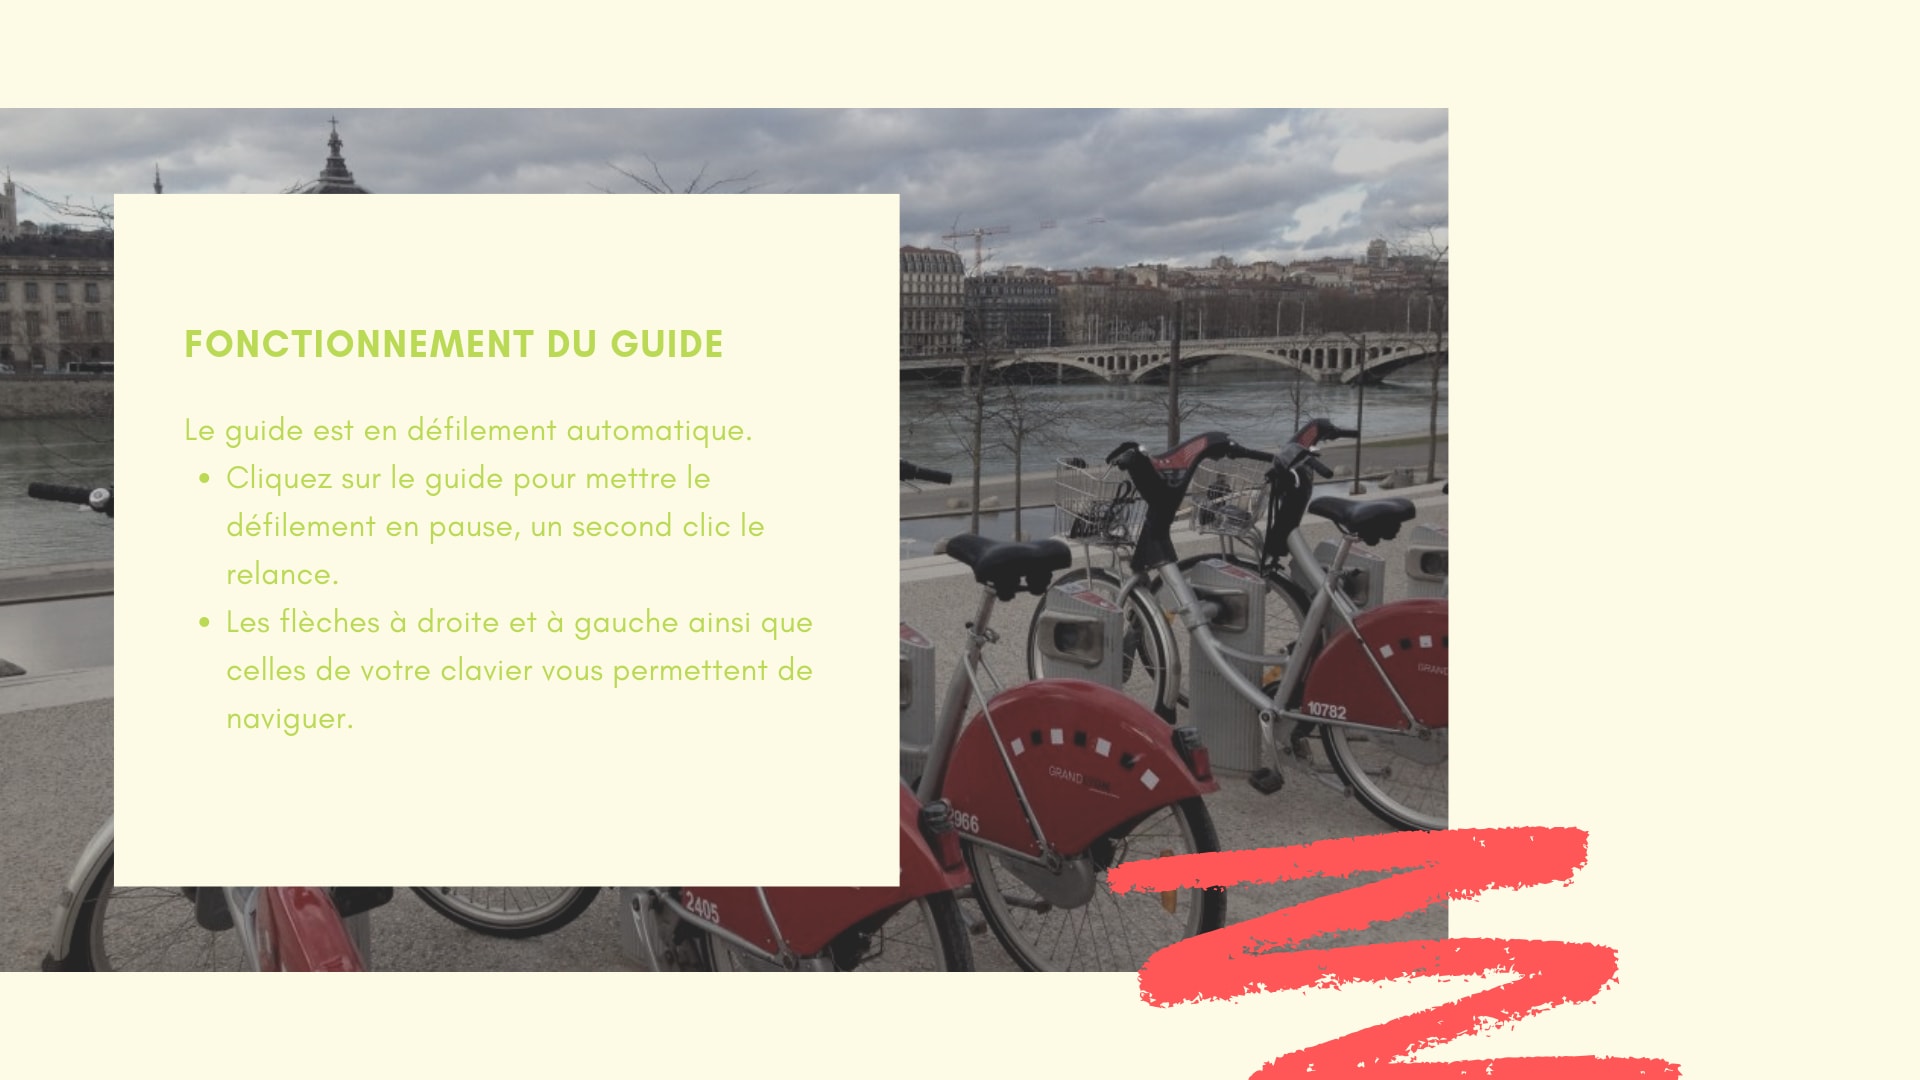 FONCTIONNEMENT DU GUIDE
Le guide est en défilement automatique.
• Cliquez sur le guide pour mettre le
défilement en pause, un second clic le
relance.
• Les flèches à droite et à gauche ainsi que
celles de votre clavier vous permettent de
naviguer.
10782
GRAND
GRAND
2966
2405